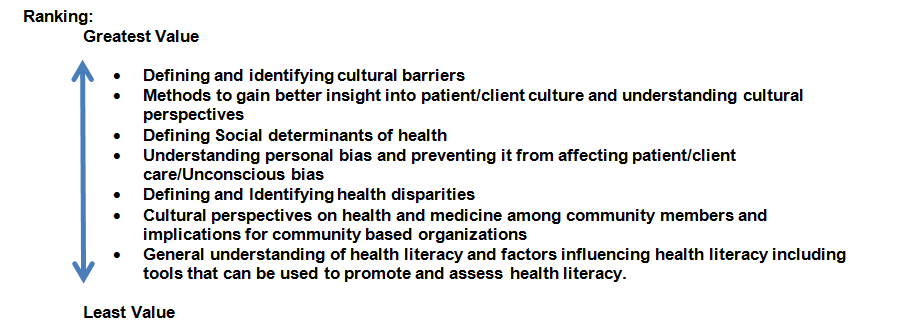 Ranking:
Greatest Value
• Defining and identifying cultural barriers
• Methods to gain better insight into patient/client culture and understanding cultural
perspectives
• Defining Social determinants of health
• Understanding personal bias and preventing it from affecting patient/client
care/Unconscious bias
• Defining and Identifying health disparities
• Cultural perspectives on health and medicine among community members and
implications for community based organizations
• General understanding of health literacy and factors influencing health literacy including
tools that can be used to promote and assess health literacy.
Least Value